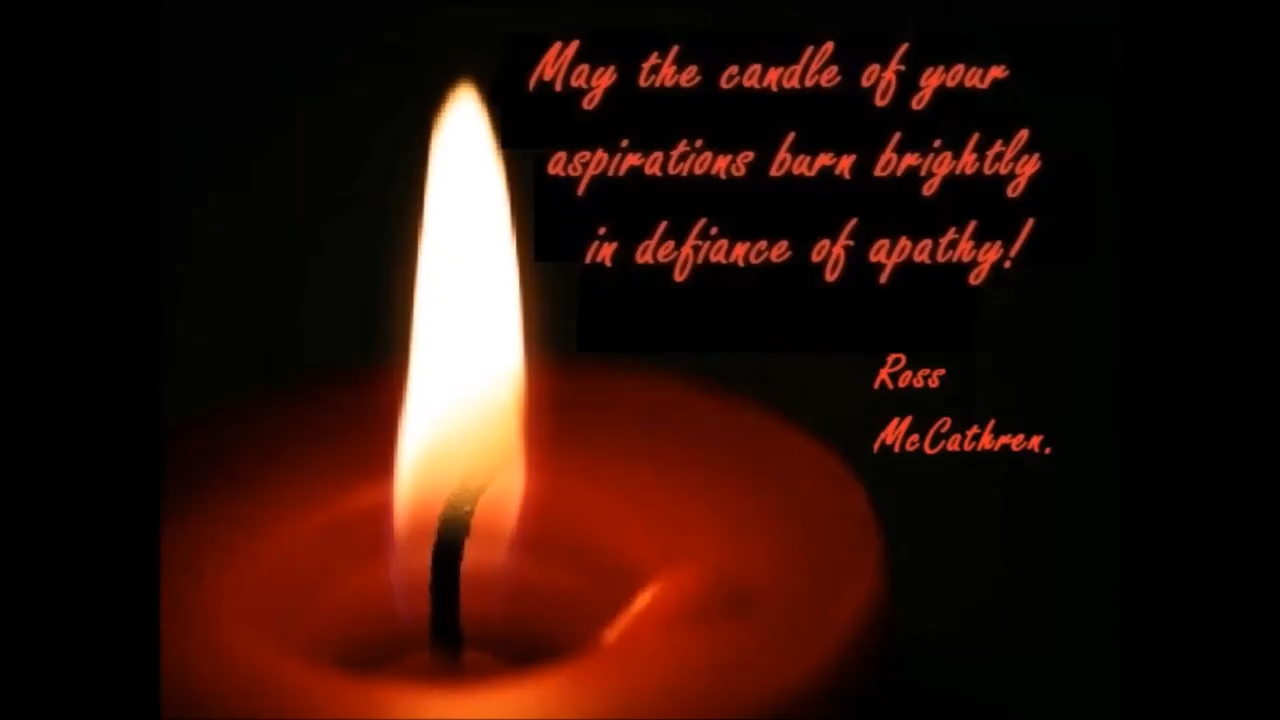 May the candle of your
aspirations burn brightly
in defiance of apathy!
Ross
McCathren.